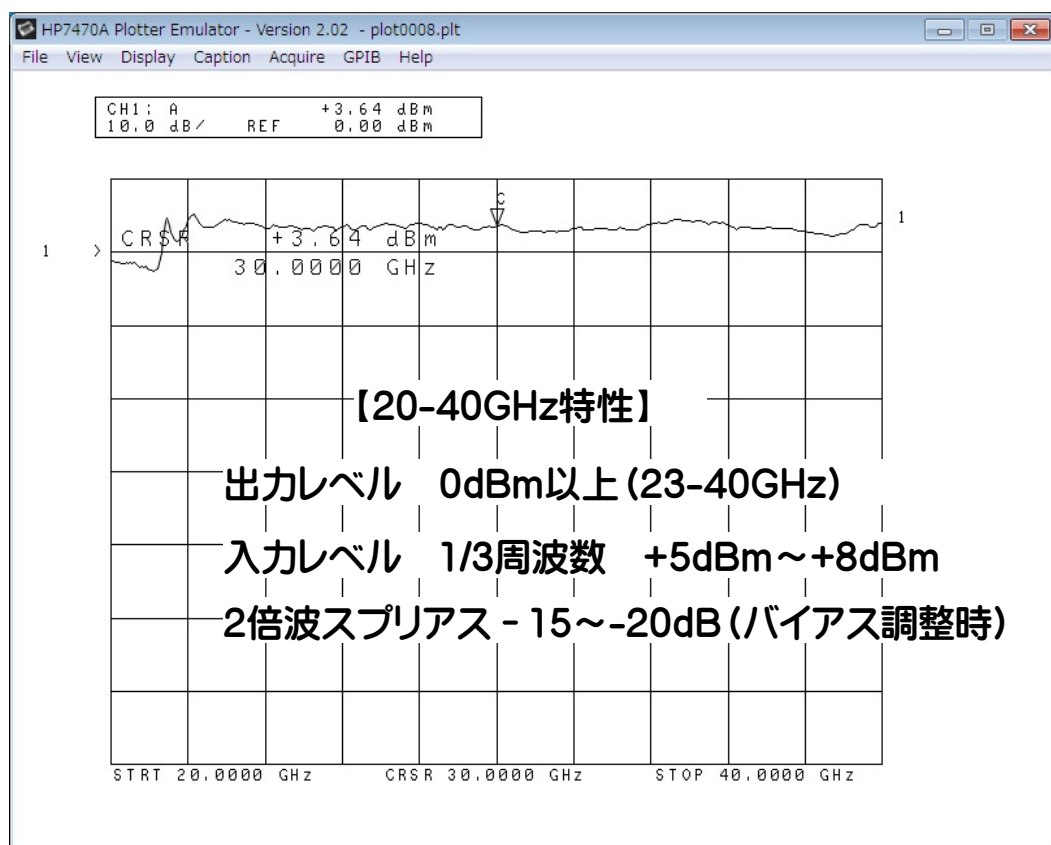 HP7470A Plotter Emulator - Version 2.02 - plot0008.plt
File View Display Caption Acquire GPIB Help
CH1: A +3.64 dBm
10.0 dB/ REF 0.00 dBm
C
1
CRSR +3.64 dBm
1 >
30.0000 GHz
【20-40GHz特性】
出力レベル 0dBm以上(23-40GHz)
入力レベル 1/3周波数 +5dBm～+8dBm
2倍波スプリアス -15～-20dB(バイアス調整時)
STRT 20.0000 GHz CRSR 30.0000 GHz STOP 40.0000 GHz